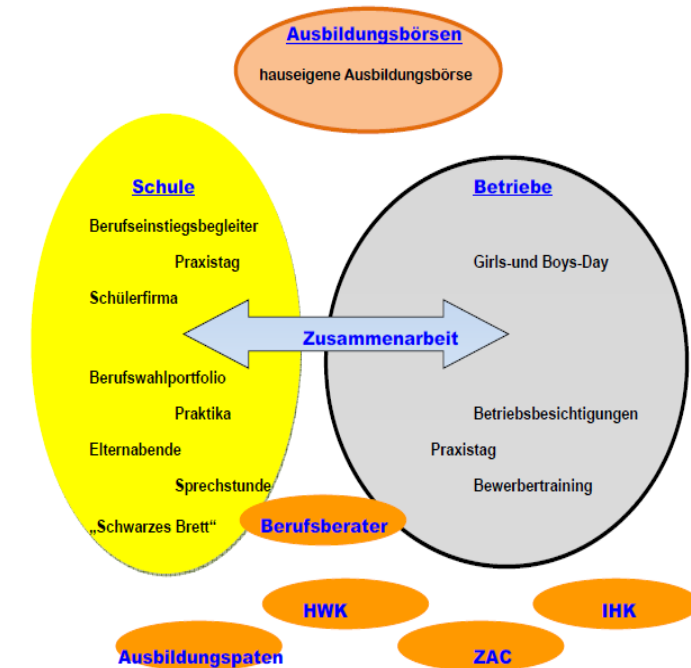 Ausbildungsbörsen
hauseigene Ausbildungsbörse
Schule
Berufseinstiegsbegleiter
Praxistag
Schülerfirma
Berufswahlportfolio
Praktika
Elternabende
Sprechstunde
„Schwarzes Brett“
Zusammenarbeit
Betriebe
Girls-und Boys-Day
Betriebsbesichtigungen
Praxistag
Bewerbertraining
Berufsberater
HWK
IHK
Ausbildungspaten
ZAC